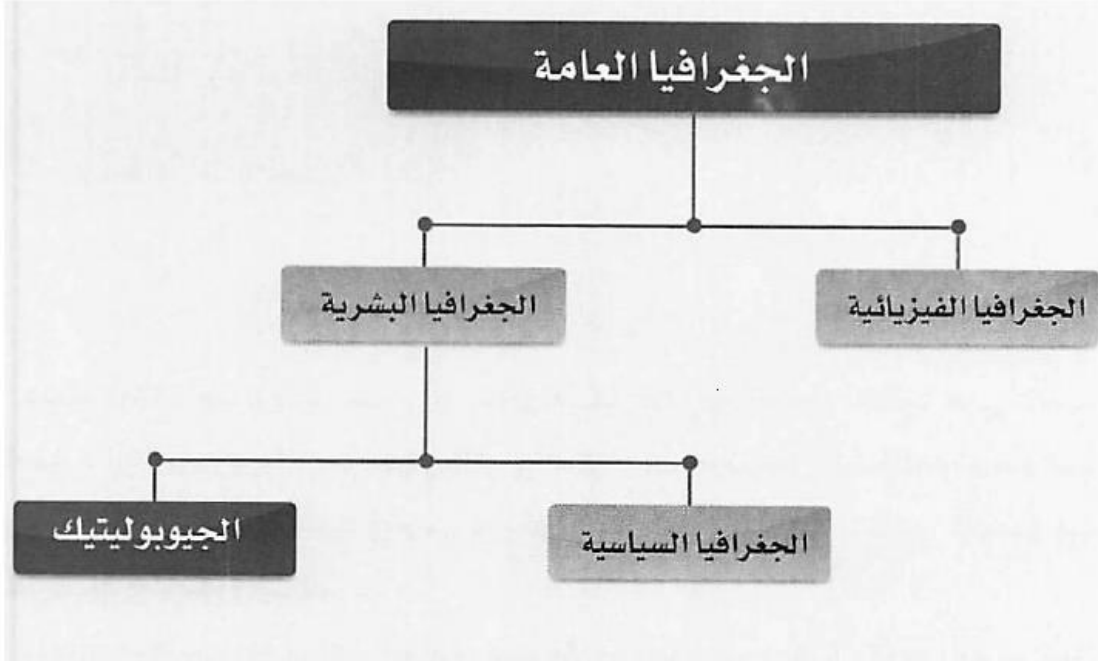 الجغرافيا العامة
الجغرافيا الفيزيائية
الجغرافيا البشرية
الجغرافيا السياسية
الجيوبوليتيك